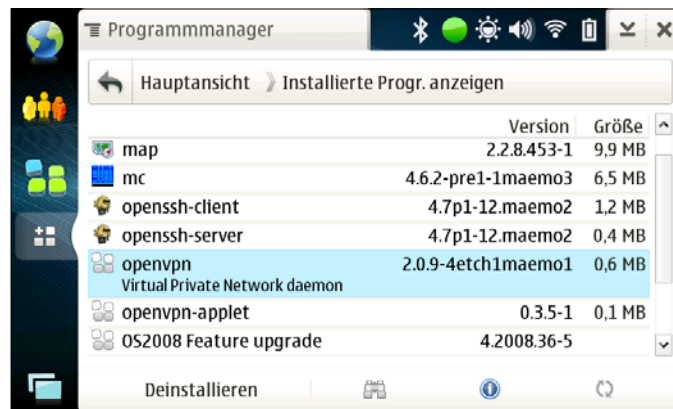 Programmmanager
Hauptansicht Installierte Progr. anzeigen
Version Größe
map 2.2.8.453-1 9,9 MB
mc 4.6.2-pre1-1maemo3 6,5 MB
openssh-client 4.7p1-12.maemo2 1,2 MB
openssh-server 4.7p1-12.maemo2 0,4 MB
openvpn 2.0.9-4etch1maemo1 0,6 MB
Virtual Private Network daemon
openvpn-applet 0.3.5-1 0,1 MB
OS2008 Feature upgrade 4.2008.36-5
Deinstallieren